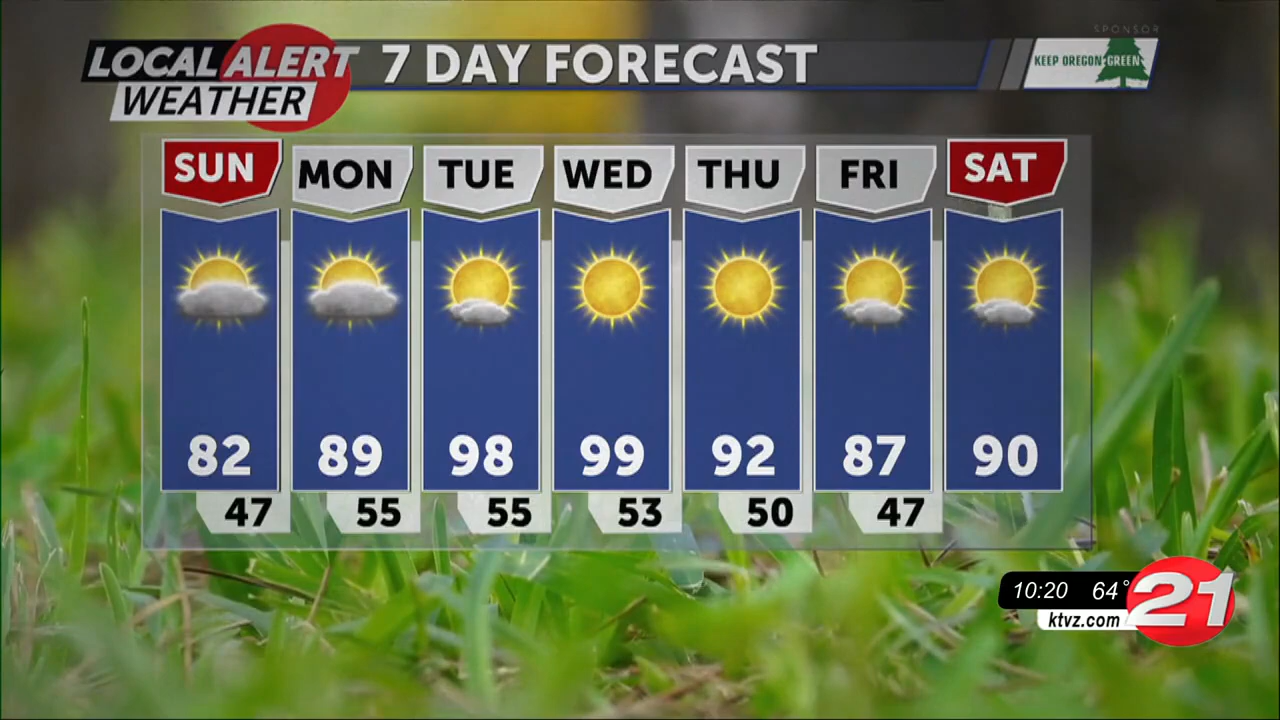 SPONSOR
LOCAL ALERT
WEATHER
7 DAY FORECAST
KEEP OREGON GREEN
SUN MON TUE WED THU FRI SAT
82 89 98 99 92 87 90
47 55 55 53 50 47
10:20 64°
21
ktvz.com